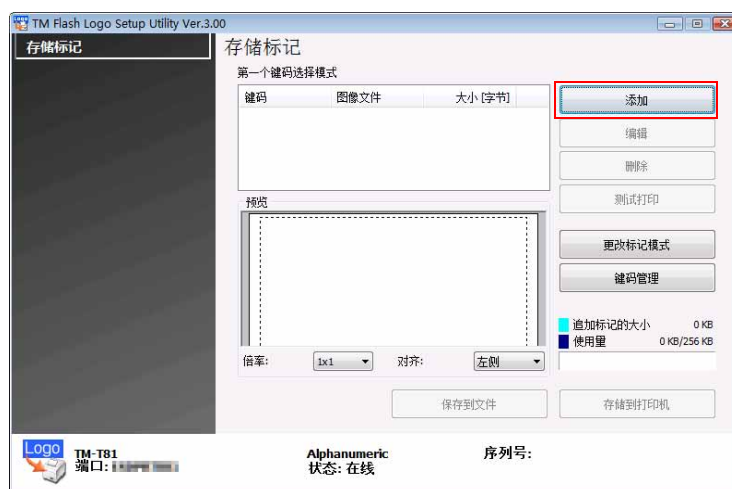 TM Flash Logo Setup Utility Ver.3.00
存储标记
存储标记
第一个键码选择模式
键码 图像文件 大小 [字节]
添加
编辑
删除
测试打印
预览
更改标记模式
键码管理
追加标记的大小 0 KB
使用量 0 KB/256 KB
倍率: 1x1 对齐: 左侧
保存到文件 存储到打印机
Logo
TM-T81 Alphanumeric 序列号:
端口: 状态: 在线